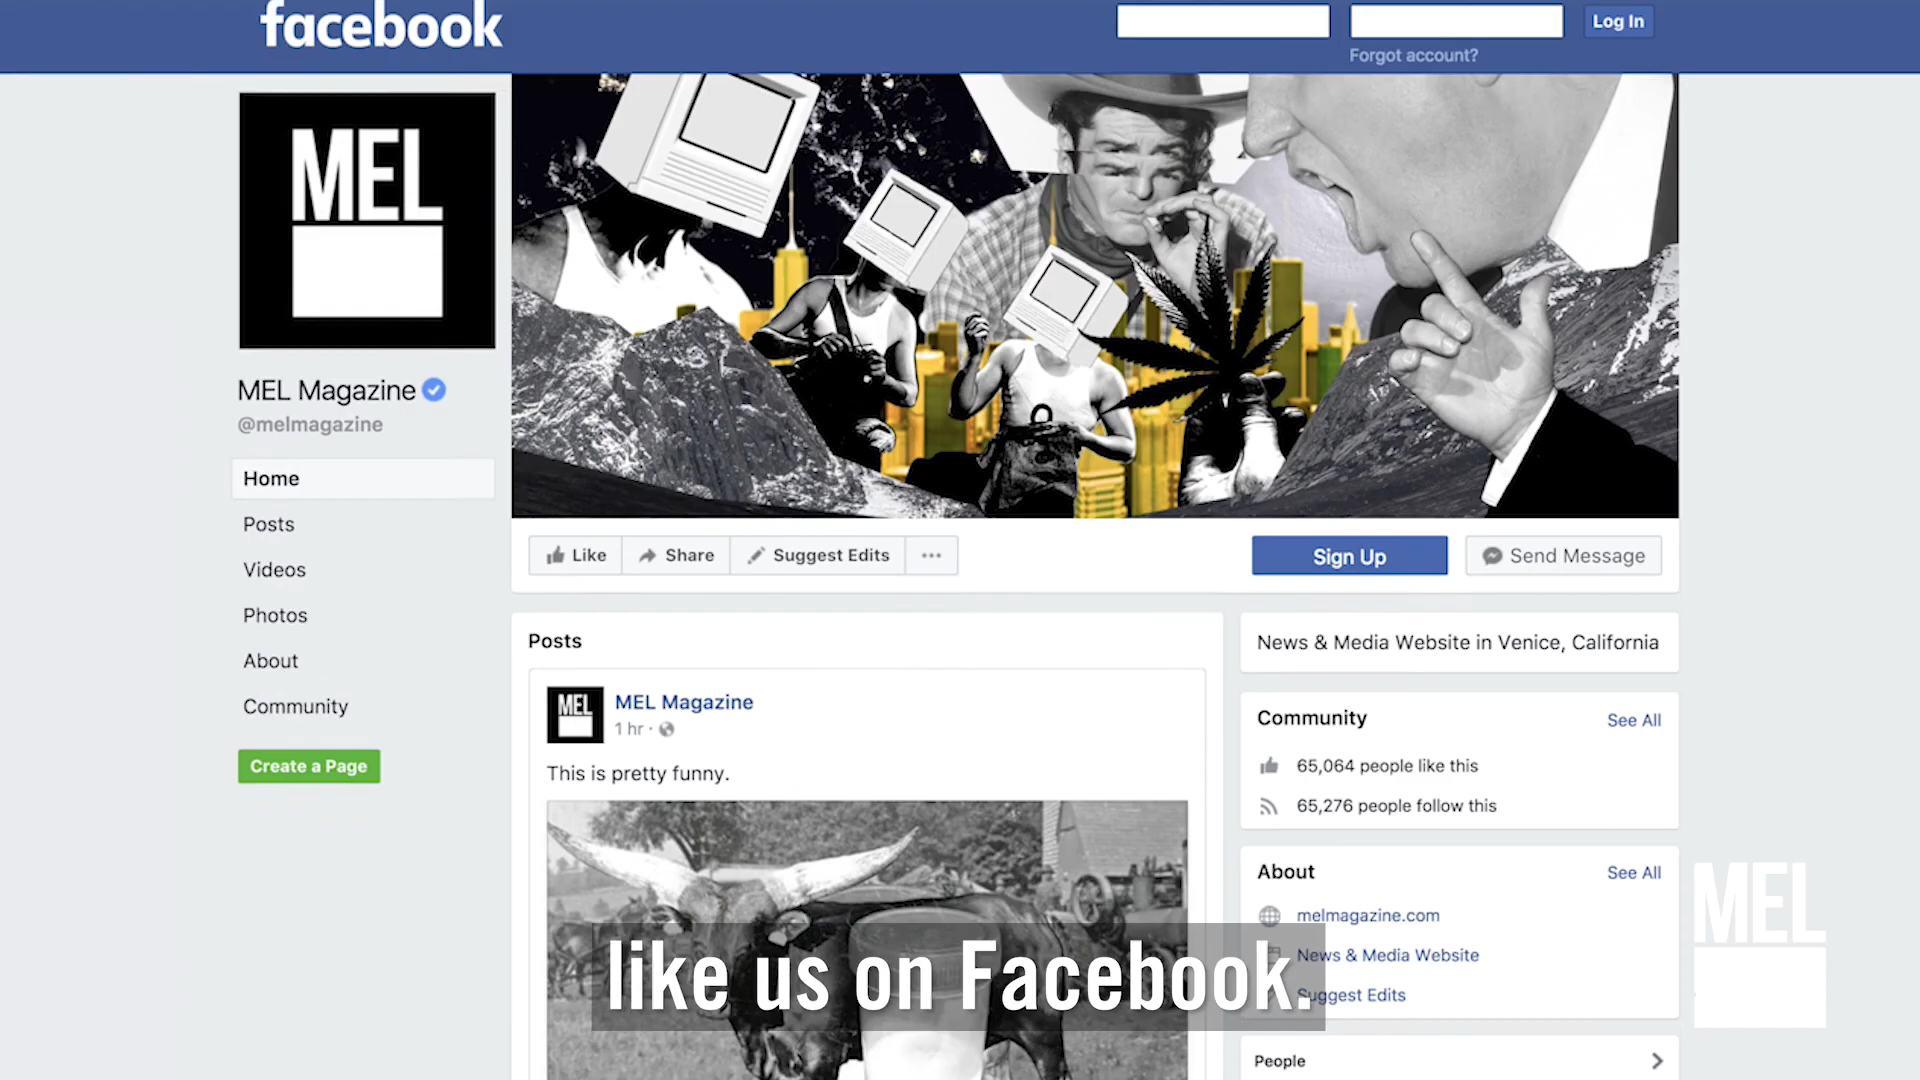 facebook
Log In
Forgot account?
MEL
MEL Magazine
@melmagazine
Home
Posts
Videos
Photos
About
Community
Create a Page
Like
Share
Suggest Edits
Sign Up
Send Message
Posts
MEL
MEL Magazine
1 hr ·
This is pretty funny.
News & Media Website in Venice, California
Community
See All
65,064 people like this
65,276 people follow this
About
See All
melmagazine.com
News & Media Website
Suggest Edits
People
like us on Facebook.
MEL